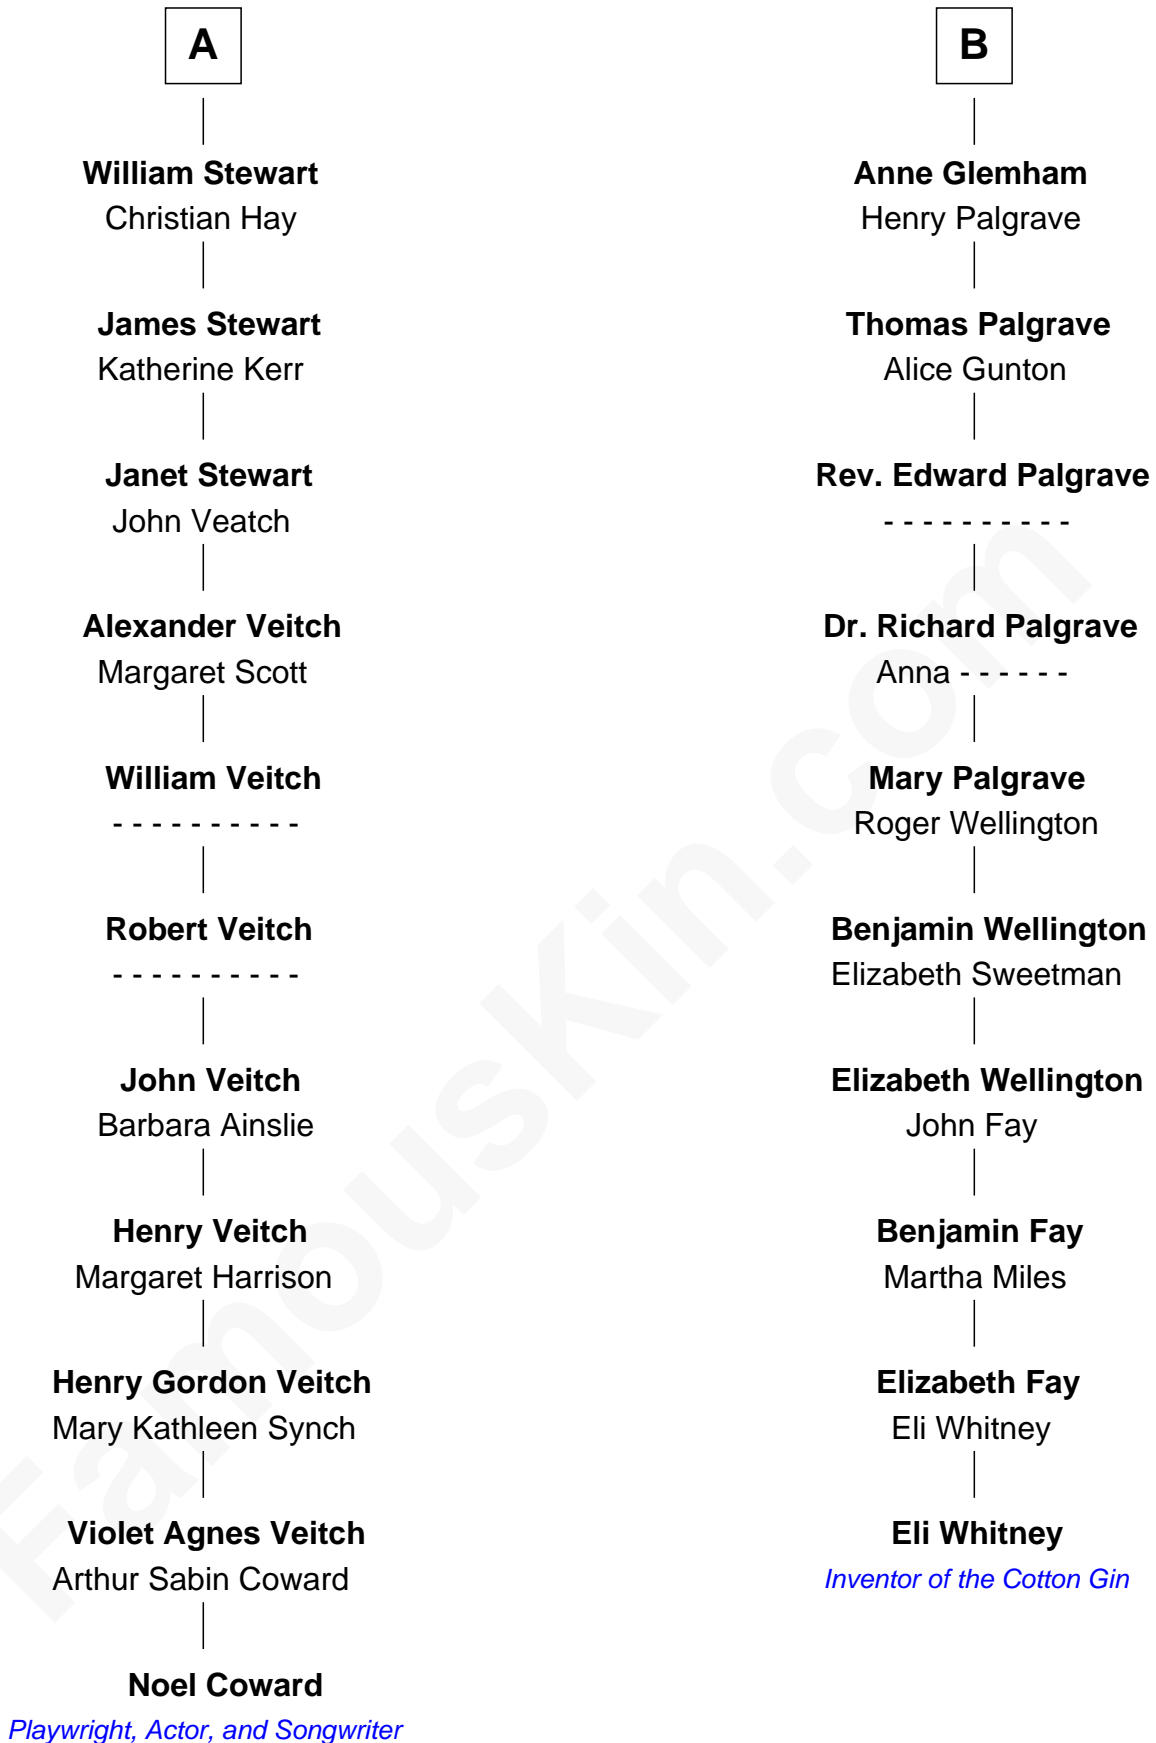 A
William Stewart
Christian Hay
James Stewart
Katherine Kerr
Janet Stewart
John Veatch
Alexander Veitch
Margaret Scott
William Veitch
- - - - - - - - - -
Robert Veitch
- - - - - - - - - -
John Veitch
Barbara Ainslie
Henry Veitch
Margaret Harrison
Henry Gordon Veitch
Mary Kathleen Synch
Violet Agnes Veitch
Arthur Sabin Coward
Noel Coward
Playwright, Actor, and Songwriter
B
Anne Glemham
Henry Palgrave
Thomas Palgrave
Alice Gunton
Rev. Edward Palgrave
- - - - - - - - - -
Dr. Richard Palgrave
Anna - - - - - -
Mary Palgrave
Roger Wellington
Benjamin Wellington
Elizabeth Sweetman
Elizabeth Wellington
John Fay
Benjamin Fay
Martha Miles
Elizabeth Fay
Eli Whitney
Eli Whitney
Inventor of the Cotton Gin
FamousKin.com